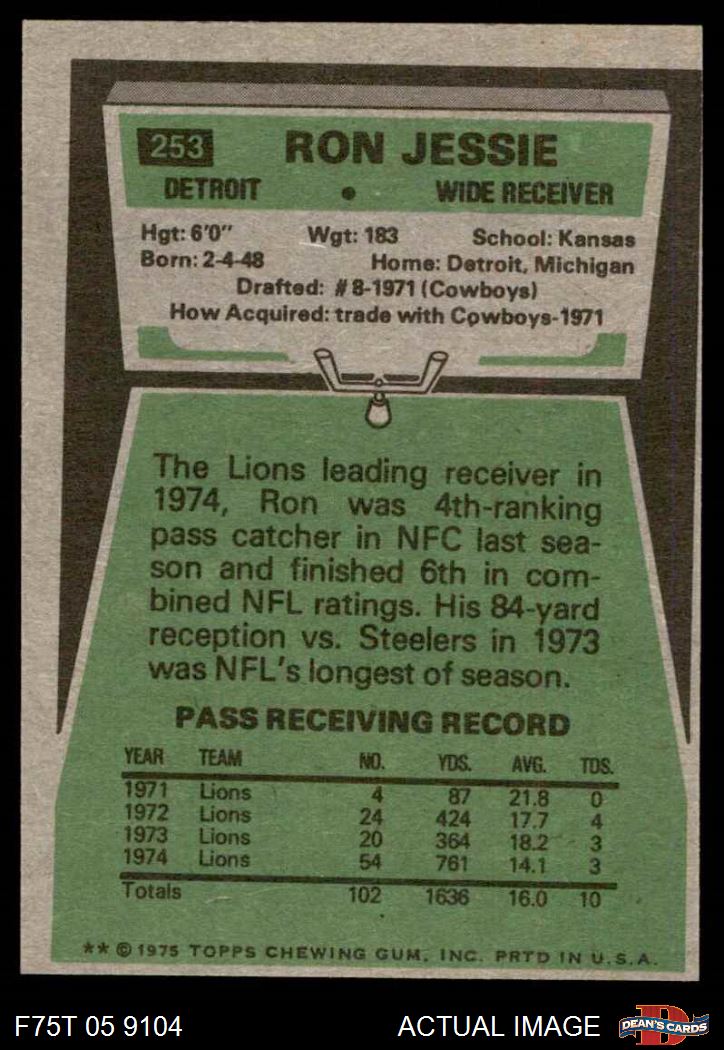 253 RON JESSIE
DETROIT • WIDE RECEIVER
Hgt: 6'0" Wgt: 183 School: Kansas
Born: 2-4-48 Home: Detroit, Michigan
Drafted: #8-1971 (Cowboys)
How Acquired: trade with Cowboys-1971
The Lions leading receiver in
1974, Ron was 4th-ranking
pass catcher in NFC last sea-
son and finished 6th in com-
bined NFL ratings. His 84-yard
reception vs. Steelers in 1973
was NFL's longest of season.
PASS RECEIVING RECORD
YEAR TEAM NO. YDS. AVG. TDS.
1971 Lions 4 87 21.8 0
1972 Lions 24 424 17.7 4
1973 Lions 20 364 18.2 3
1974 Lions 54 761 14.1 3
Totals 102 1636 16.0 10
** © 1975 TOPPS CHEWING GUM, INC. PRTD IN U.S.A.
F75T 05 9104 ACTUAL IMAGE D DEAN'S CARDS